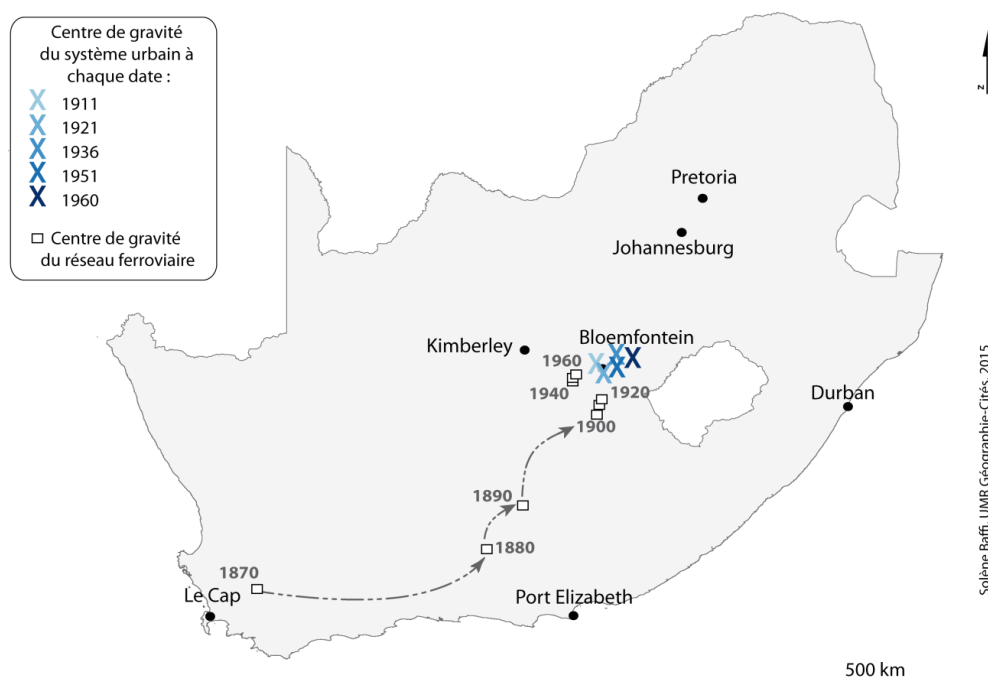 Centre de gravité
du système urbain à
chaque date :
1911
1921
1936
1951
1960
Centre de gravité
du réseau ferroviaire
z
Pretoria
Johannesburg
Bloemfontein
Kimberley
1960
1940
1920
1900
Durban
1890
1880
1870
Le Cap
Port Elizabeth
500 km
Solène Baffi, UMR Géographie-Cités, 2015